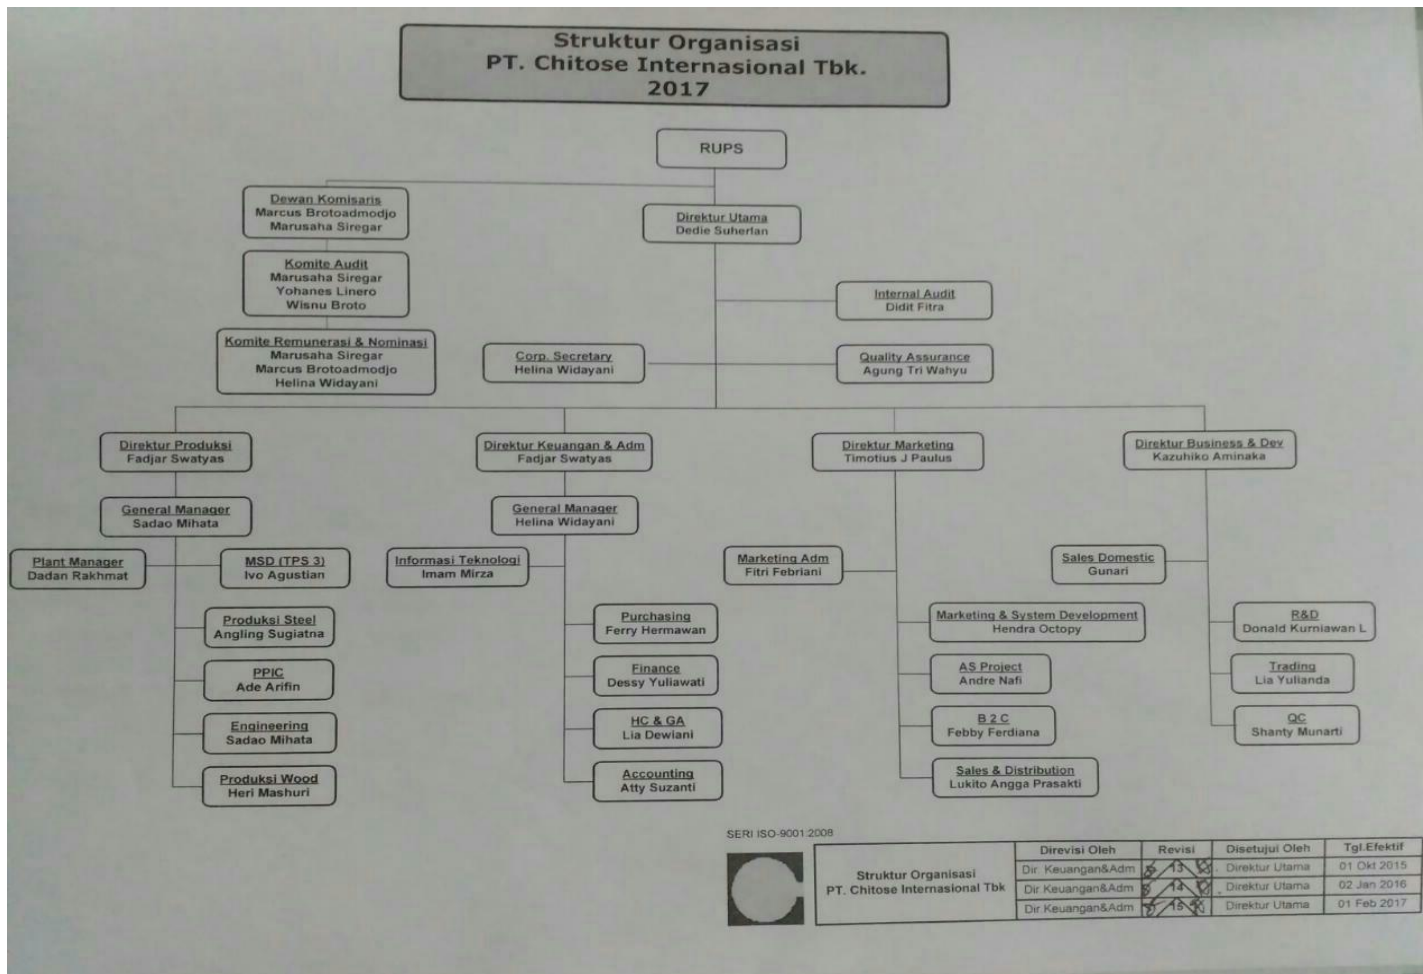 Struktur Organisasi
PT. Chitose Internasional Tbk.
2017
RUPS
Dewan Komisaris
Marcus Brotoadmodjo
Marusaha Siregar
Direktur Utama
Dedie Suherlan
Komite Audit
Marusaha Siregar
Yohanes Linero
Wisnu Broto
Internal Audit
Didit Fitra
Komite Remunerasi & Nominasi
Marusaha Siregar
Marcus Brotoadmodjo
Helina Widayani
Corp. Secretary
Helina Widayani
Quality Assurance
Agung Tri Wahyu
Direktur Produksi
Fadjar Swatyas
Direktur Keuangan & Adm
Fadjar Swatyas
Direktur Marketing
Timotius J Paulus
Direktur Business & Dev
Kazuhiko Aminaka
General Manager
Sadao Mihata
General Manager
Helina Widayani
Plant Manager
Dadan Rakhmat
MSD (TPS 3)
Ivo Agustian
Informasi Teknologi
Imam Mirza
Marketing Adm
Fitri Febriani
Sales Domestic
Gunari
Produksi Steel
Angling Sugiatna
Purchasing
Ferry Hermawan
Marketing & System Development
Hendra Octopy
R&D
Donald Kurniawan L
PPIC
Ade Arifin
Finance
Dessy Yuliawati
AS Project
Andre Nafi
Trading
Lia Yulianda
Engineering
Sadao Mihata
HC & GA
Lia Dewiani
B 2 C
Febby Ferdiana
QC
Shanty Munarti
Produksi Wood
Heri Mashuri
Accounting
Atty Suzanti
Sales & Distribution
Lukito Angga Prasakti
SERI ISO-9001:2008
Struktur Organisasi
PT. Chitose Internasional Tbk
Direvisi Oleh Revisi Disetujui Oleh Tgl.Efektif
Dir. Keuangan&Adm 13 Direktur Utama 01 Okt 2015
Dir Keuangan&Adm 14 Direktur Utama 02 Jan 2016
Dir Keuangan&Adm 15 Direktur Utama 01 Feb 2017